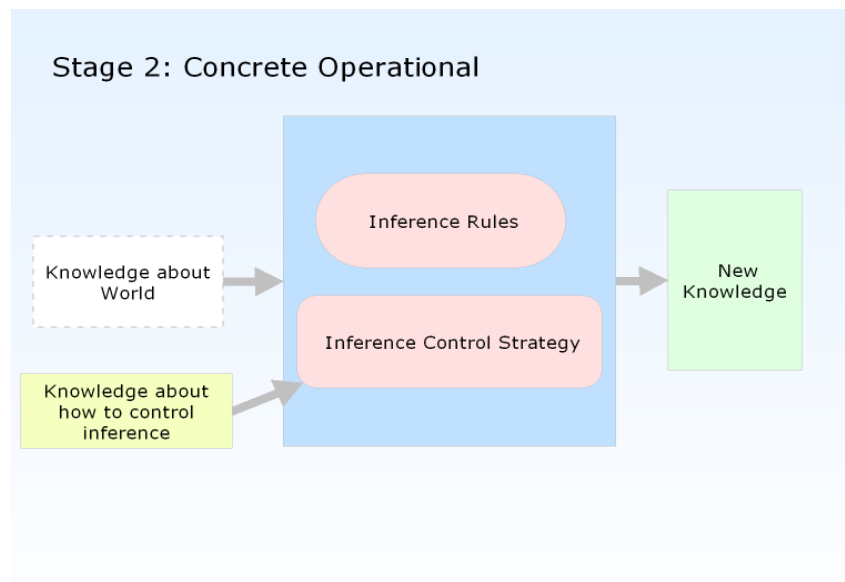 Stage 2: Concrete Operational
Inference Rules
Knowledge about
World
New
Knowledge
Inference Control Strategy
Knowledge about
how to control
inference